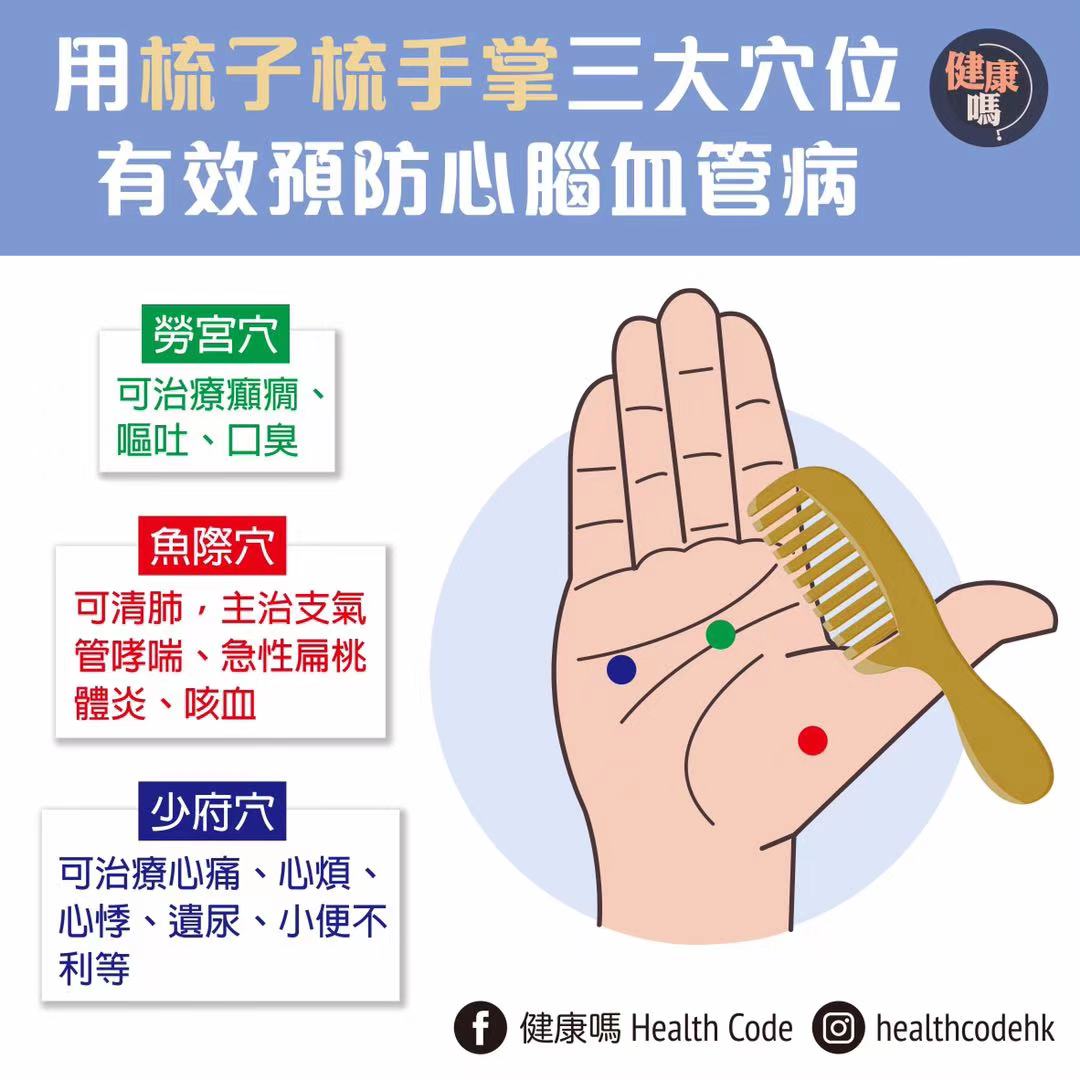 用梳子梳手掌三大穴位
有效預防心腦血管病
健康
嗎?
勞宮穴
可治療癲癇、
嘔吐、口臭
魚際穴
可清肺，主治支氣
管哮喘、急性扁桃
體炎、咳血
少府穴
可治療心痛、心煩、
心悸、遺尿、小便不
利等
健康嗎 Health Code
healthcodehk